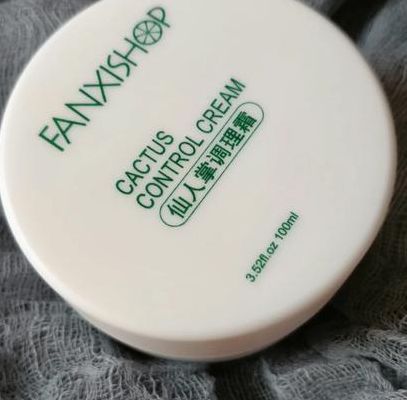 FANXISHOP
CACTUS
CONTROL CREAM
仙人掌调理霜
3.52fl.oz 100ml